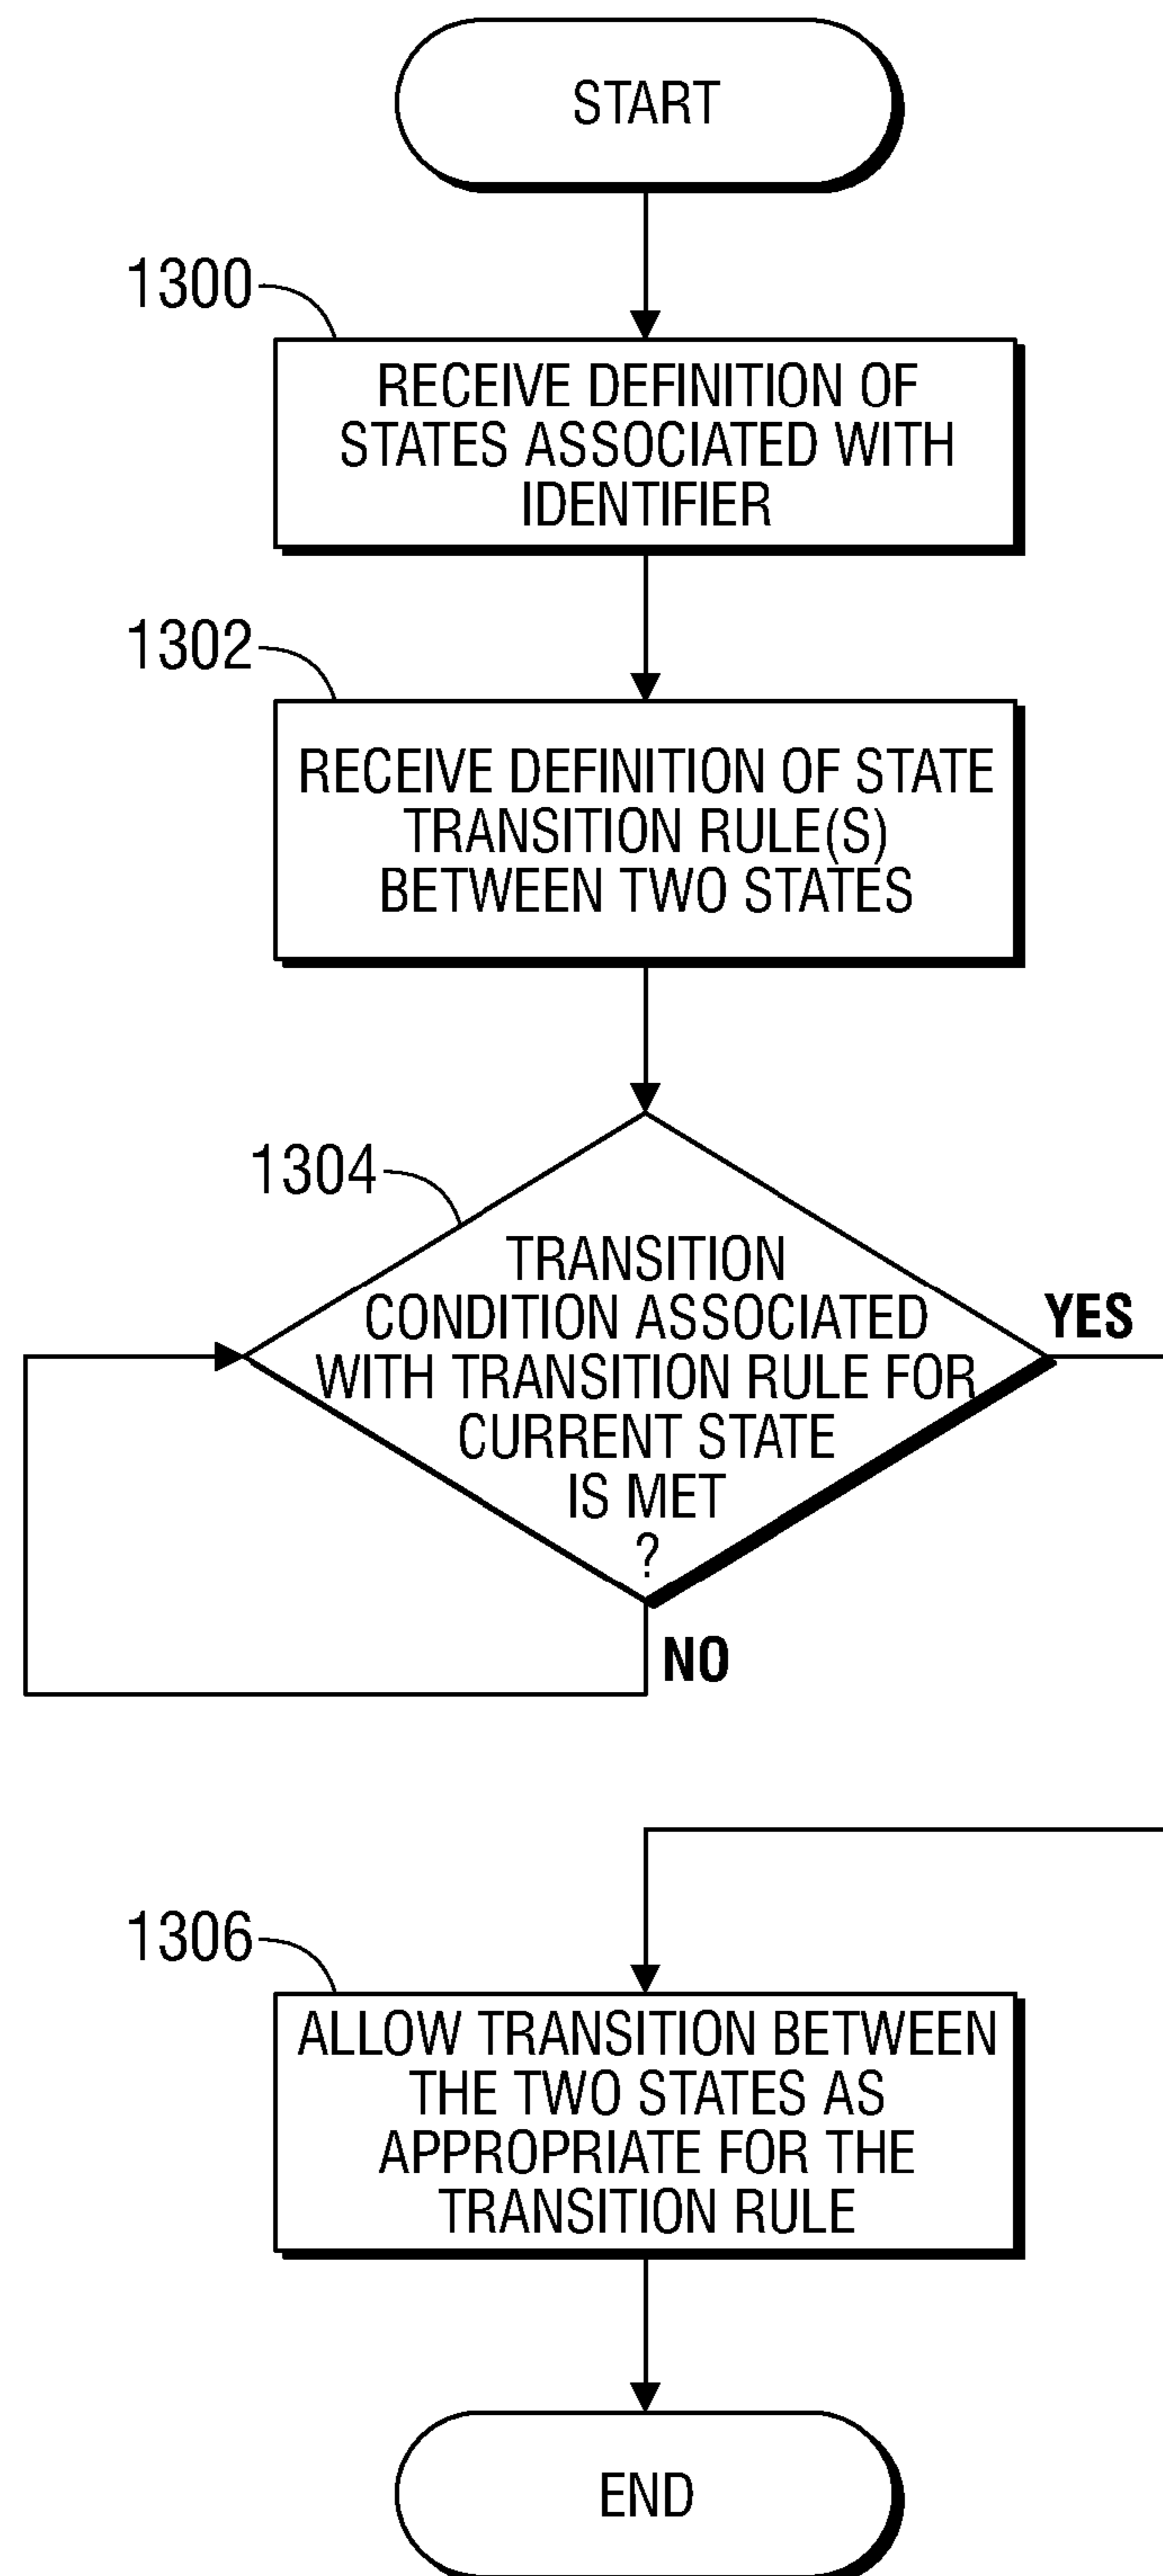 START
1300
RECEIVE DEFINITION OF
STATES ASSOCIATED WITH
IDENTIFIER
1302
RECEIVE DEFINITION OF STATE
TRANSITION RULE(S)
BETWEEN TWO STATES
1304
TRANSITION
CONDITION ASSOCIATED
WITH TRANSITION RULE FOR
CURRENT STATE
IS MET
?
YES
NO
1306
ALLOW TRANSITION BETWEEN
THE TWO STATES AS
APPROPRIATE FOR THE
TRANSITION RULE
END